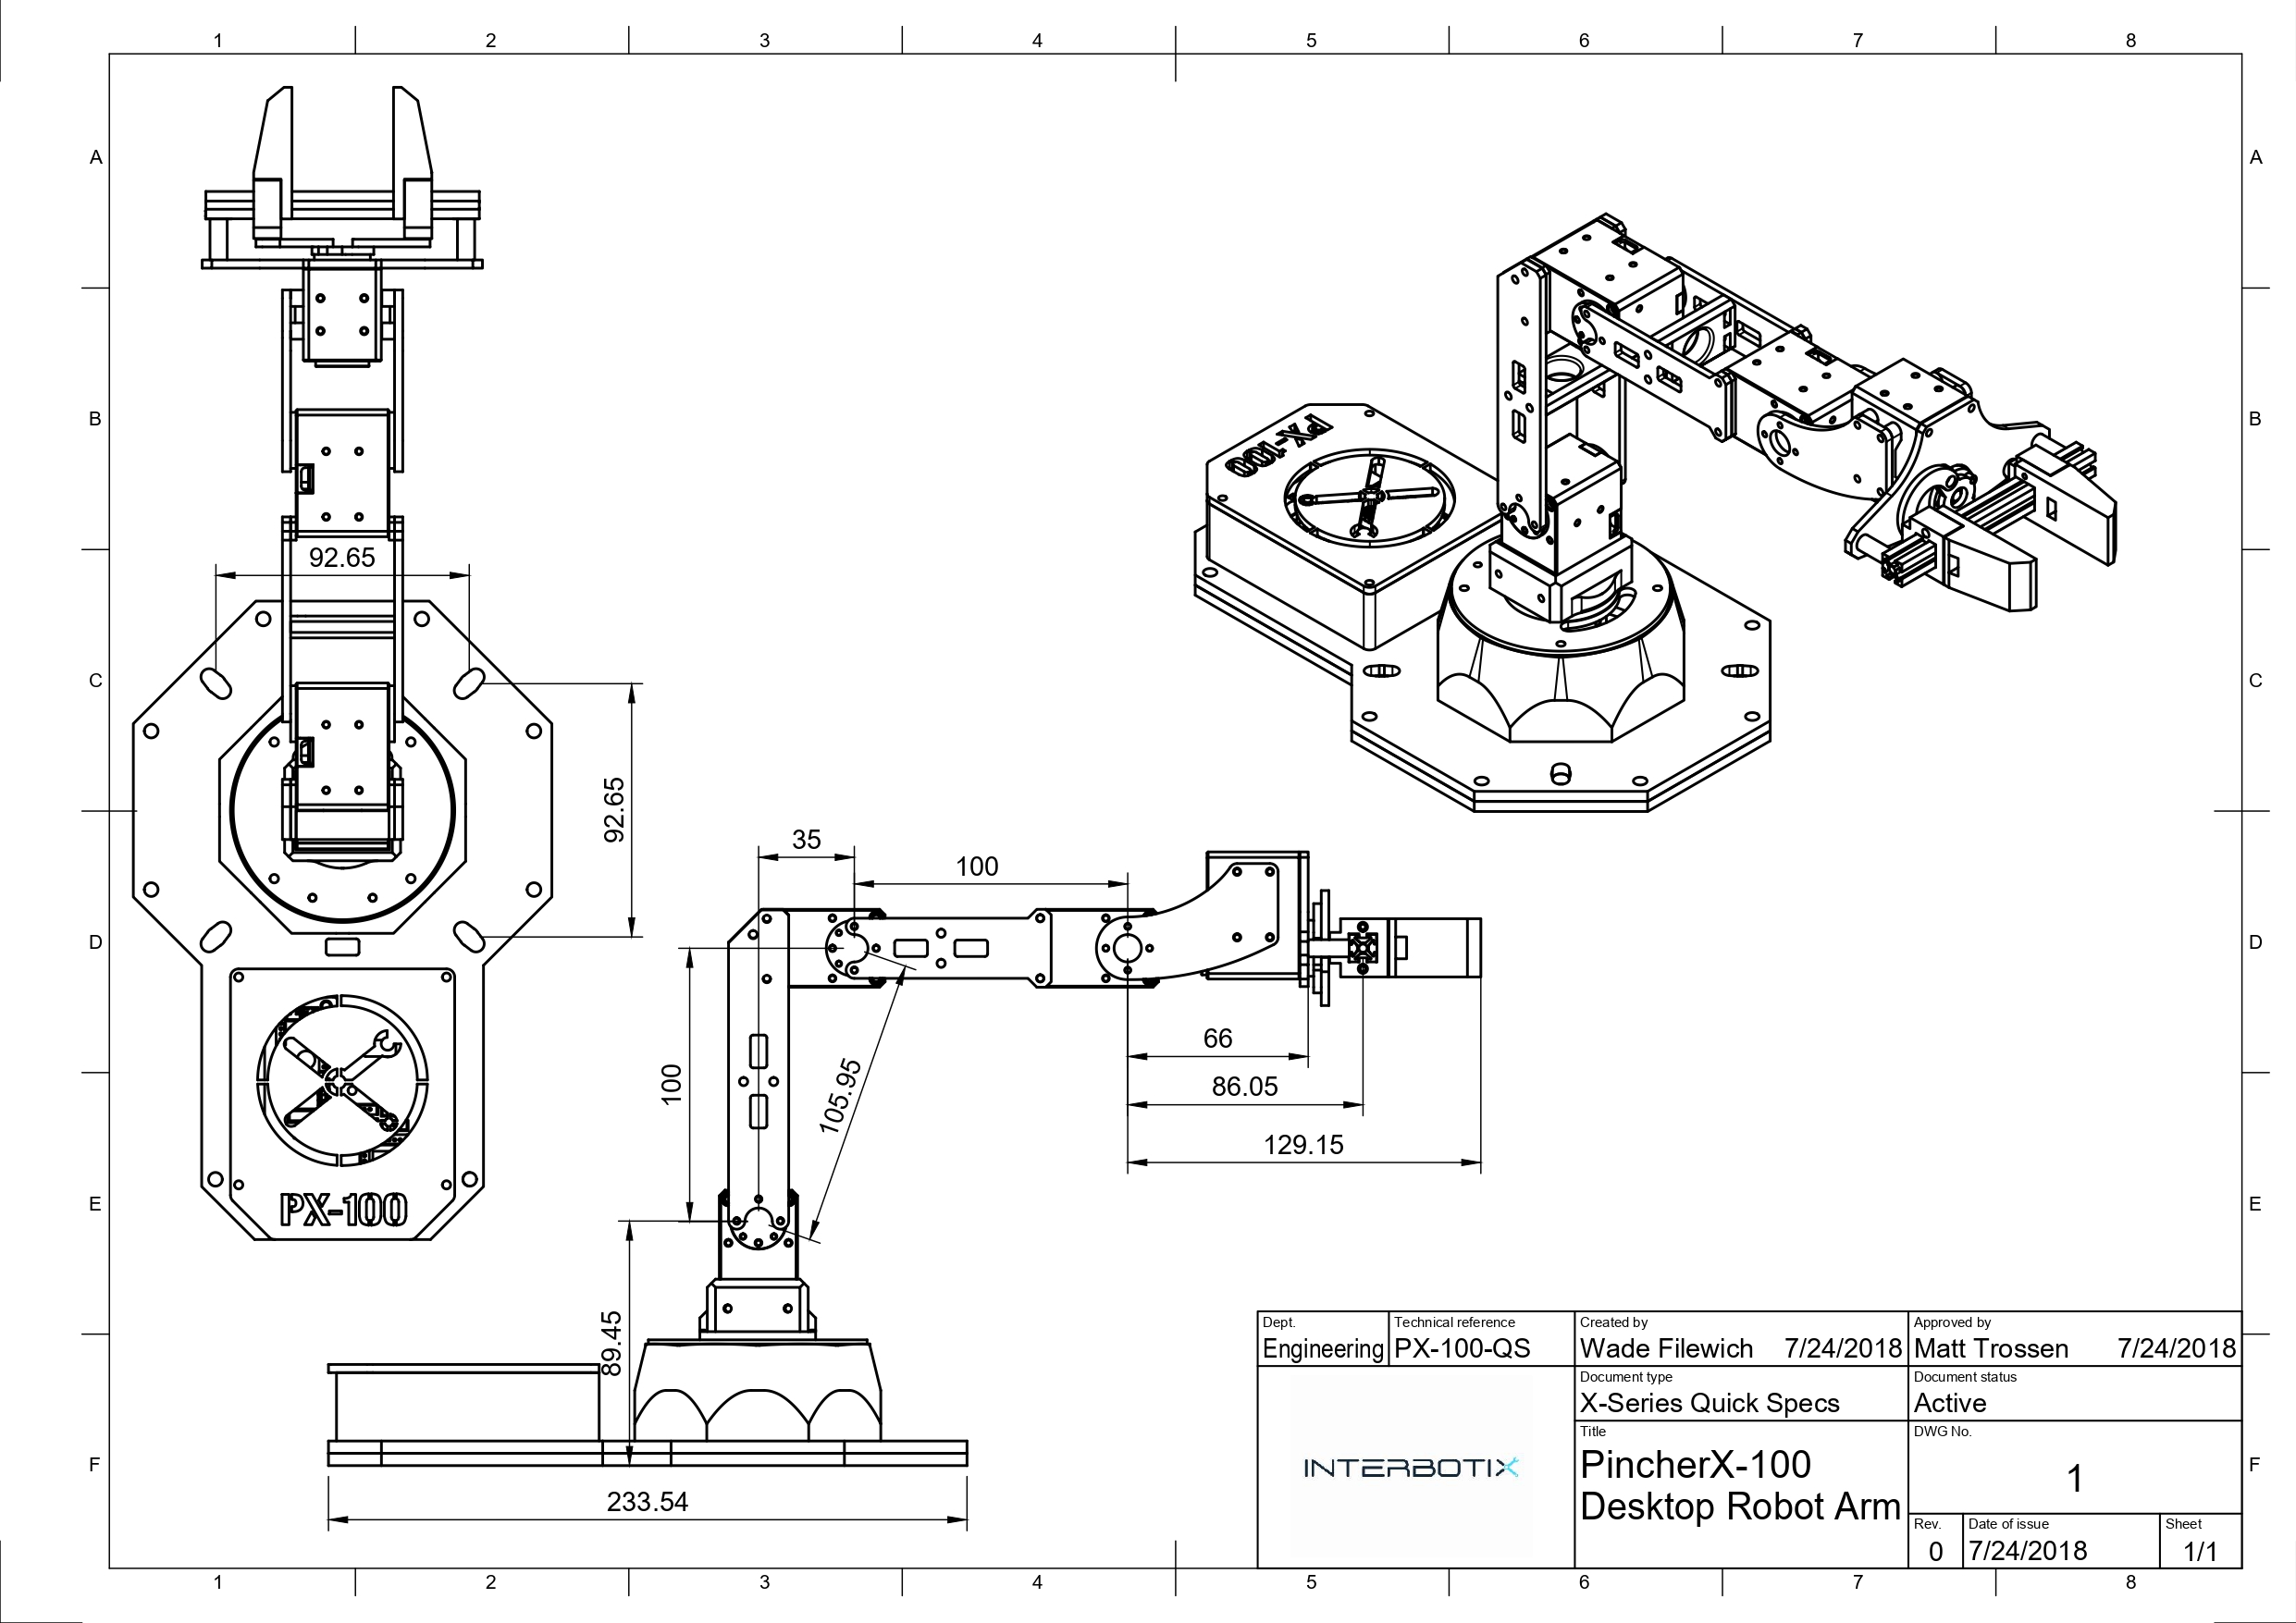 1 2 3 4 5 6 7 8
A A
B B
C C
D D
E E
F F
92.65
92.65
PX-100
PX-100
35
100
100
105.95
66
86.05
129.15
89.45
233.54
Dept.
Engineering
Technical reference
PX-100-QS
Created by
Wade Filewich 7/24/2018
Approved by
Matt Trossen 7/24/2018
Document type
X-Series Quick Specs
Document status
Active
INTERBOTIX
Title
PincherX-100
Desktop Robot Arm
DWG No.
1
Rev.
0
Date of issue
7/24/2018
Sheet
1/1
1 2 3 4 5 6 7 8